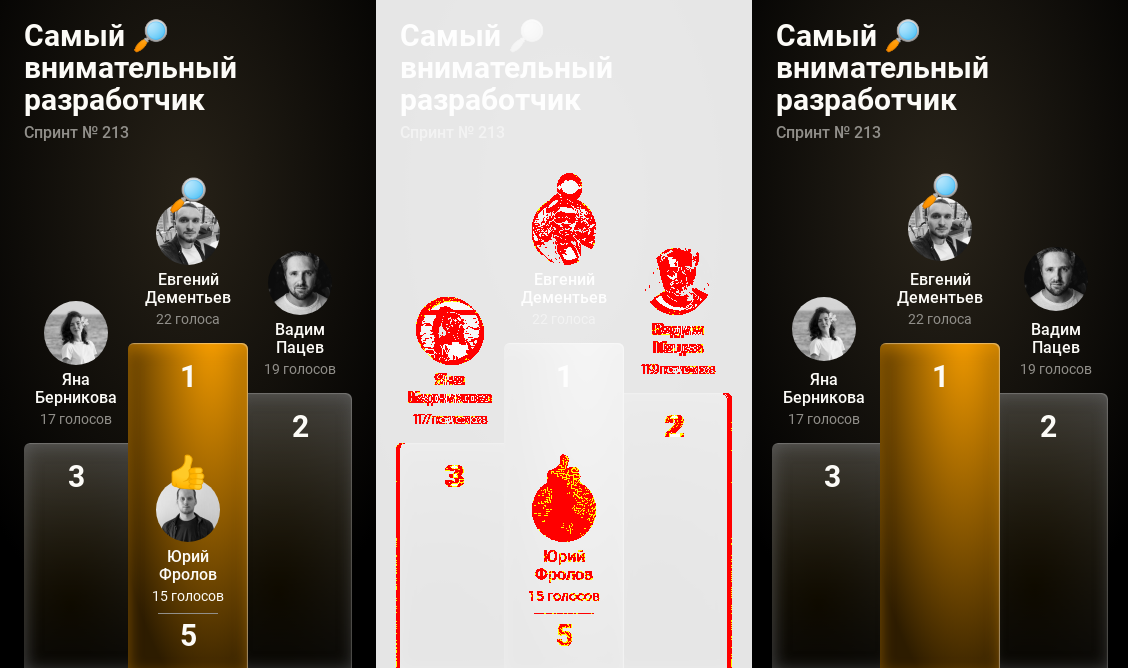 Самый 🔎
внимательный
разработчик
Спринт № 213
Евгений
Дементьев
22 голоса
Вадим
Пацев
19 голосов
Яна
Берникова
17 голосов
1
2
3
Юрий
Фролов
15 голосов
5
Самый 🔎
внимательный
разработчик
Спринт № 213
Евгений
Дементьев
22 голоса
Вадим
Пацев
19 голосов
Яна
Берникова
17 голосов
1
2
3
Юрий
Фролов
15 голосов
5
Самый 🔎
внимательный
разработчик
Спринт № 213
Евгений
Дементьев
22 голоса
Вадим
Пацев
19 голосов
Яна
Берникова
17 голосов
1
2
3